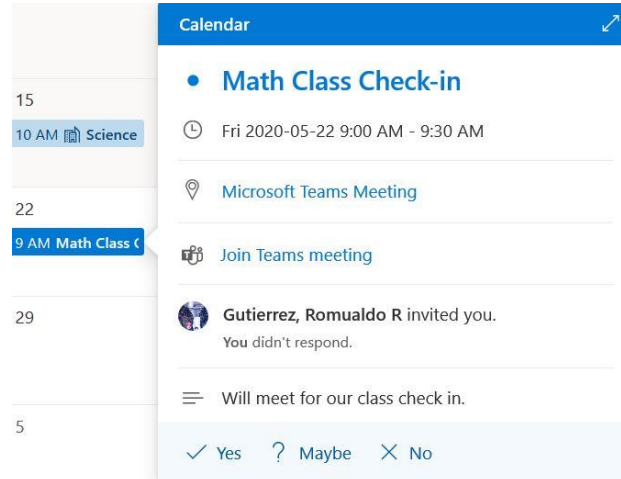 Calendar
Math Class Check-in
15
10 AM Science
Fri 2020-05-22 9:00 AM - 9:30 AM
Microsoft Teams Meeting
22
9 AM Math Class
Join Teams meeting
29
Gutierrez, Romualdo R invited you.
You didn't respond.
Will meet for our class check in.
5
Yes ? Maybe No